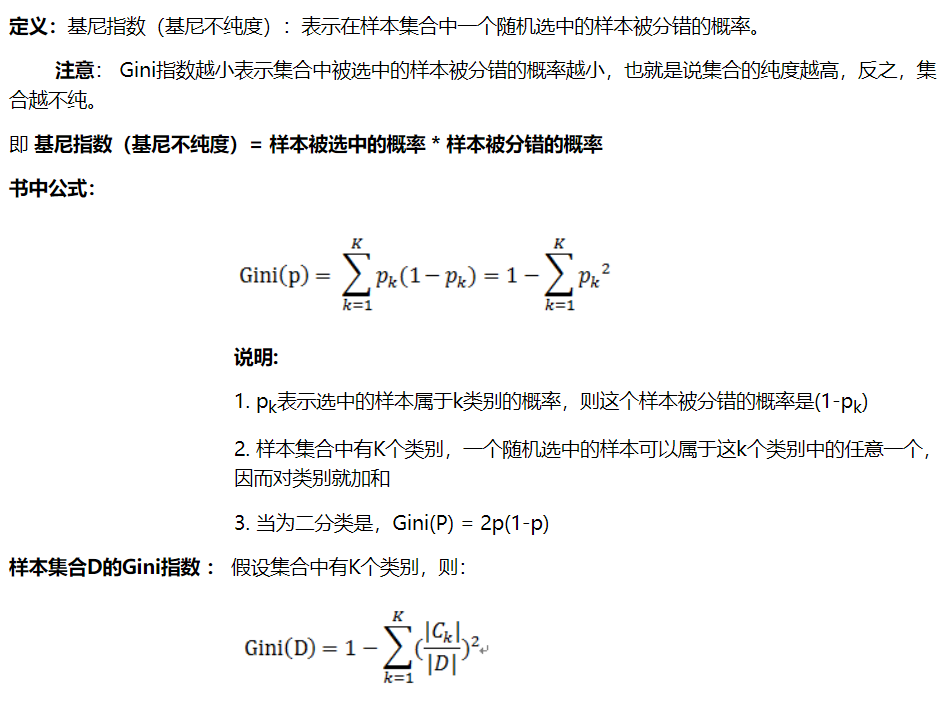 定义：基尼指数（基尼不纯度）：表示在样本集合中一个随机选中的样本被分错的概率。
注意： Gini指数越小表示集合中被选中的样本被分错的概率越小，也就是说集合的纯度越高，反之，集
合越不纯。
即 基尼指数（基尼不纯度）= 样本被选中的概率 * 样本被分错的概率
书中公式：
Gini(p) = ∑_{k=1}^{K} p_k(1 − p_k) = 1 − ∑_{k=1}^{K} p_k²
说明:
1. p_k表示选中的样本属于k类别的概率，则这个样本被分错的概率是(1-p_k)
2. 样本集合中有K个类别，一个随机选中的样本可以属于这k个类别中的任意一个，
因而对类别就加和
3. 当为二分类是，Gini(P) = 2p(1-p)
样本集合D的Gini指数 ： 假设集合中有K个类别，则：
Gini(D) = 1 − ∑_{k=1}^{K} (|C_k|/|D|)²↵